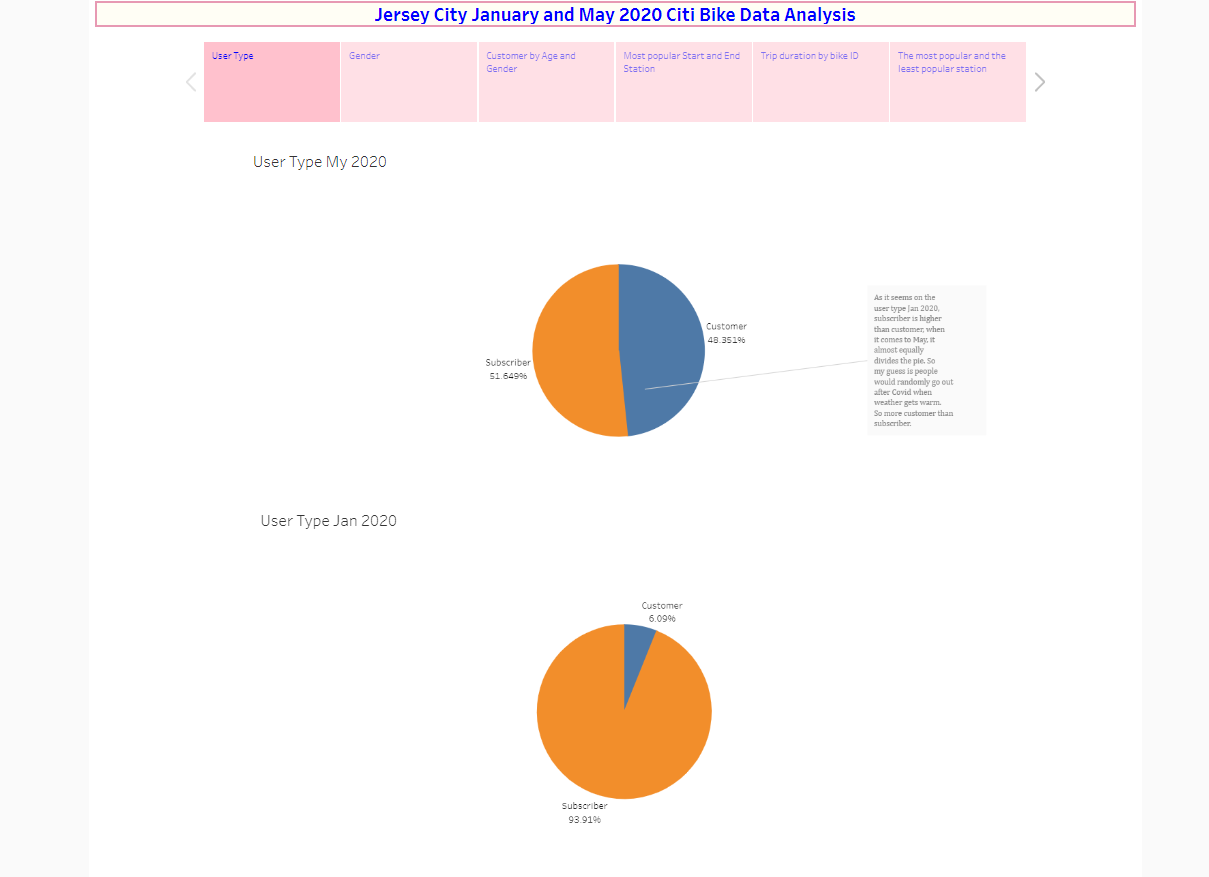 Jersey City January and May 2020 Citi Bike Data Analysis
User Type
Gender
Customer by Age and
Gender
Most popular Start and End
Station
Trip duration by bike ID
The most popular and the
least popular station
User Type My 2020
Customer
48.351%
Subscriber
51.649%
As it seems on the
user type Jan 2020,
subscriber is higher
than customer, when
it comes to May, it
almost equally
divides the pie. So
my guess is people
would randomly go out
after Covid when
weather gets warm.
So more customer than
subscriber.
User Type Jan 2020
Customer
6.09%
Subscriber
93.91%